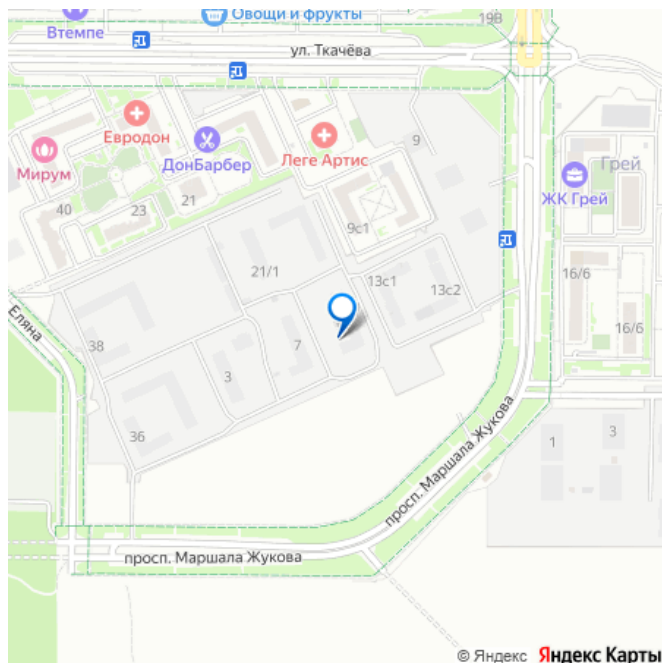 Овощи и фрукты
19В
Втемпе
ул. Ткачёва
Евродон
ДонБарбер
Леге Артис
9
Мирум
Грей
ЖК Грей
21
40
23
9с1
21/1
13с1
13с2
16/6
Еляна
38
7
16/6
3
36
просп. Маршала Жукова
1
3
просп. Маршала Жукова
© Яндекс Яндекс Карты